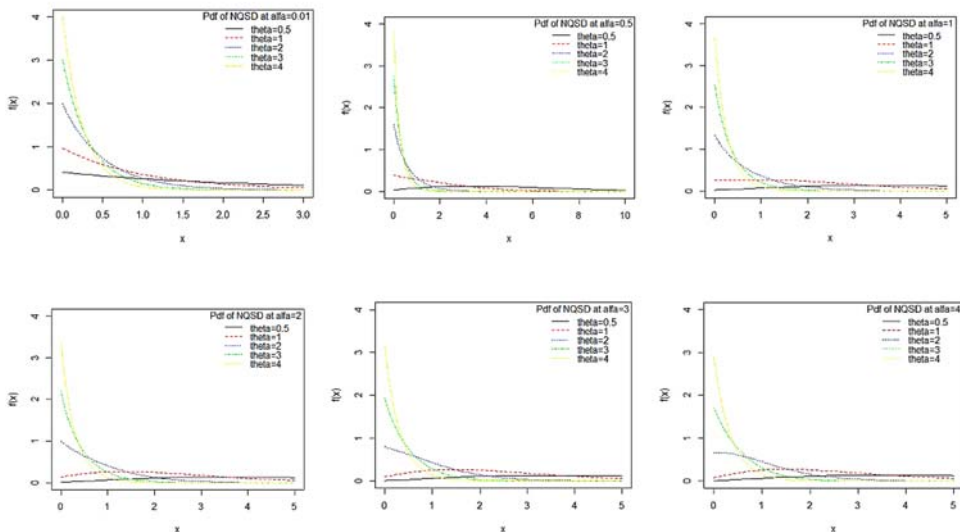 Pdf of NQSD at alfa=0.01
theta=0.5
theta=1
theta=2
theta=3
theta=4
f(x)
4
3
2
1
0
0.0 0.5 1.0 1.5 2.0 2.5 3.0
x
Pdf of NQSD at alfa=0.5
theta=0.5
theta=1
theta=2
theta=3
theta=4
f(x)
4
3
2
1
0
0 2 4 6 8 10
x
Pdf of NQSD at alfa=1
theta=0.5
theta=1
theta=2
theta=3
theta=4
f(x)
4
3
2
1
0
0 1 2 3 4 5
x
Pdf of NQSD at alfa=2
theta=0.5
theta=1
theta=2
theta=3
theta=4
f(x)
4
3
2
1
0
0 1 2 3 4 5
x
Pdf of NQSD at alfa=3
theta=0.5
theta=1
theta=2
theta=3
theta=4
f(x)
4
3
2
1
0
0 1 2 3 4 5
x
Pdf of NQSD at alfa=4
theta=0.5
theta=1
theta=2
theta=3
theta=4
f(x)
4
3
2
1
0
0 1 2 3 4 5
x